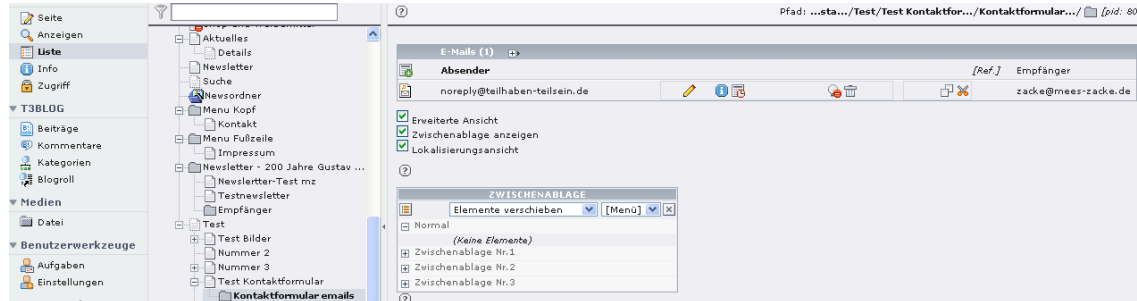 Seite
Anzeigen
Liste
Info
Zugriff
T3BLOG
Beiträge
Kommentare
Kategorien
Blogroll
Medien
Datei
Benutzerwerkzeuge
Aufgaben
Einstellungen
Aktuelles
Details
Newsletter
Suche
Newsordner
Menu Kopf
Kontakt
Menu Fußzeile
Impressum
Newsletter - 200 Jahre Gustav ...
Newslertter-Test mz
Testnewsletter
Empfänger
Test
Test Bilder
Nummer 2
Nummer 3
Test Kontaktformular
Kontaktformular emails
Pfad: ...sta.../Test/Test Kontaktfor.../Kontaktformular.../ [pid: 80
E-Mails (1)
Absender [Ref.] Empfänger
noreply@teilhaben-teilsein.de zacke@mees-zacke.de
Erweiterte Ansicht
Zwischenablage anzeigen
Lokalisierungsansicht
ZWISCHENABLAGE
Elemente verschieben [Menü]
Normal
(Keine Elemente)
Zwischenablage Nr.1
Zwischenablage Nr.2
Zwischenablage Nr.3